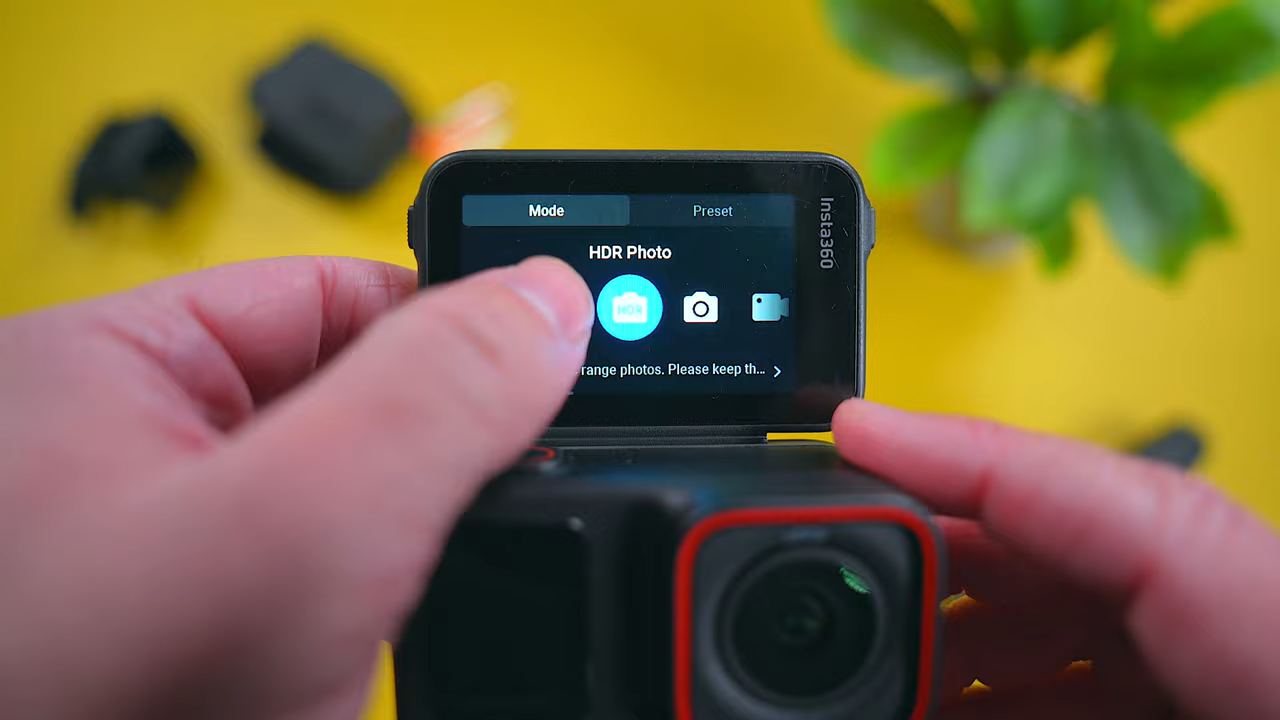 Mode Preset
Insta360
HDR Photo
HDR
range photos. Please keep th...